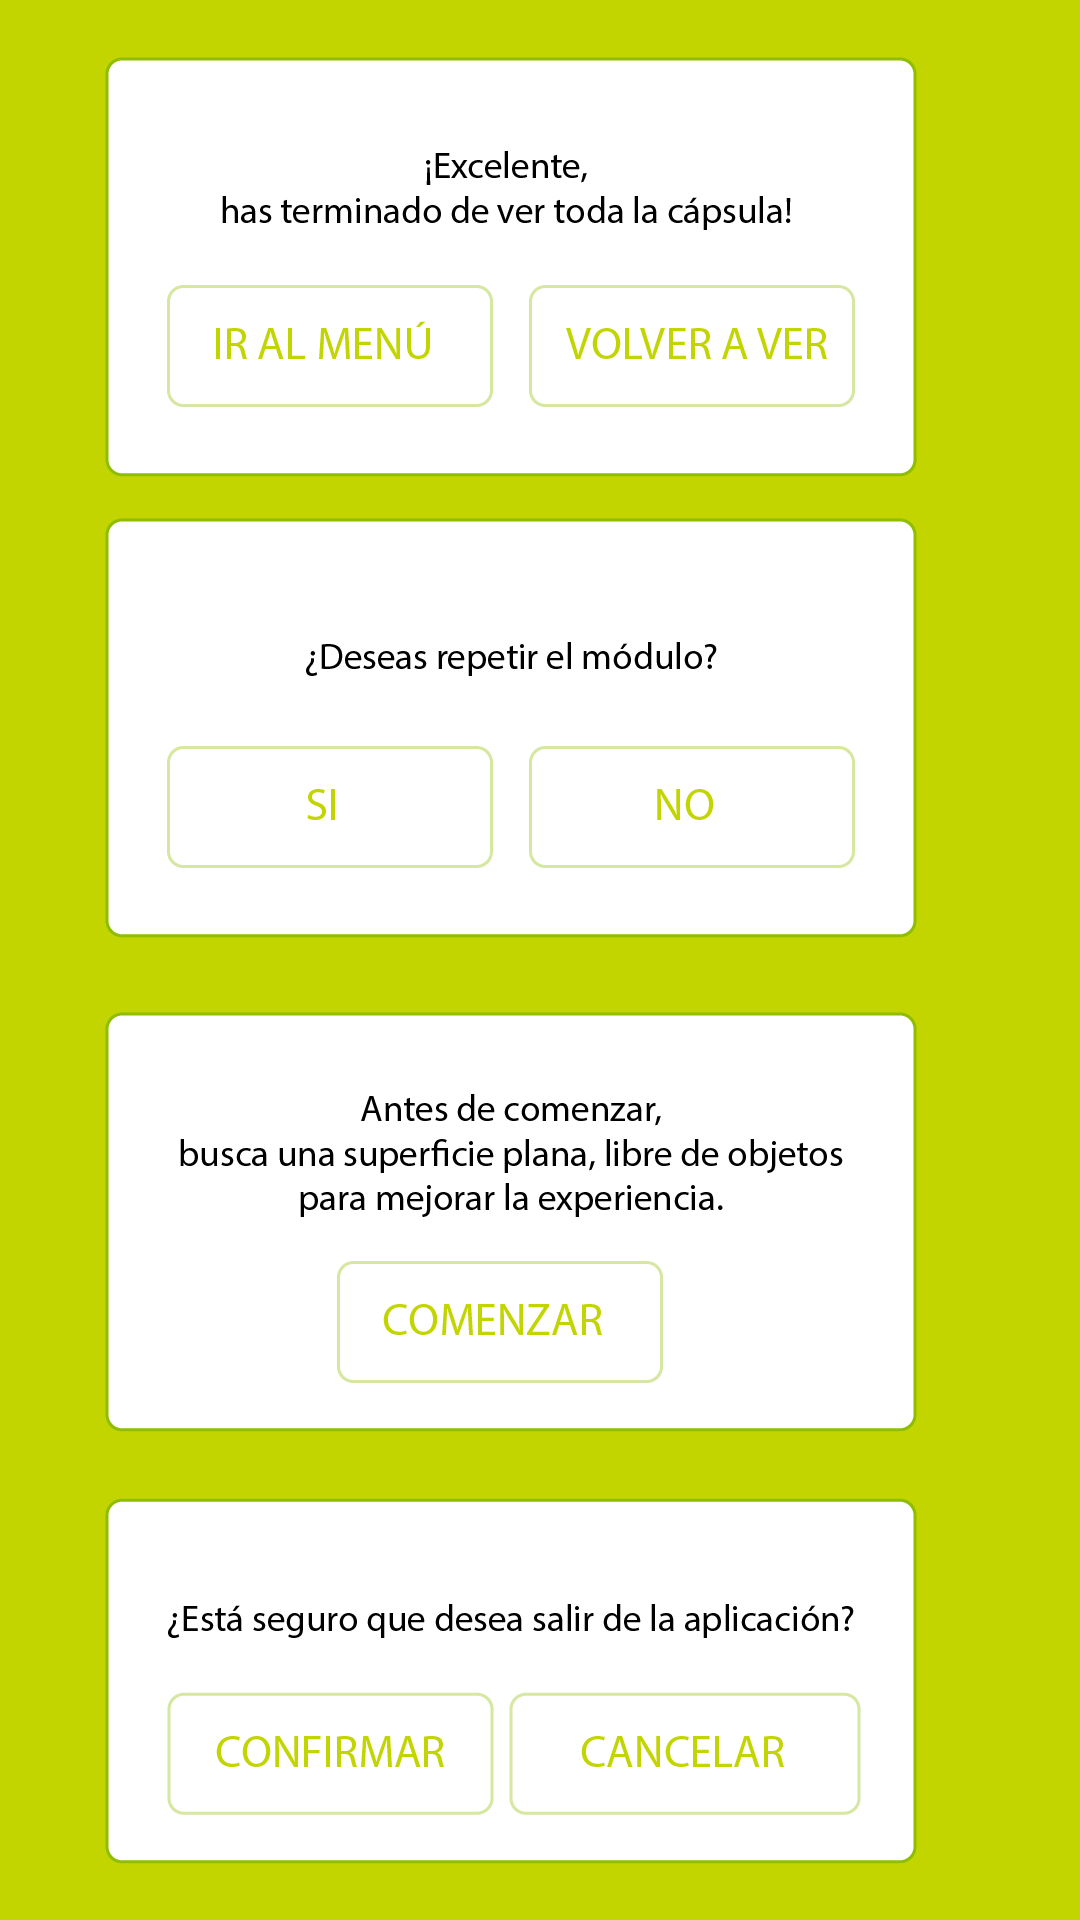 ¡Excelente,
has terminado de ver toda la cápsula!
IR AL MENÚ
VOLVER A VER
¿Deseas repetir el módulo?
SI
NO
Antes de comenzar,
busca una superficie plana, libre de objetos
para mejorar la experiencia.
COMENZAR
¿Está seguro que desea salir de la aplicación?
CONFIRMAR
CANCELAR